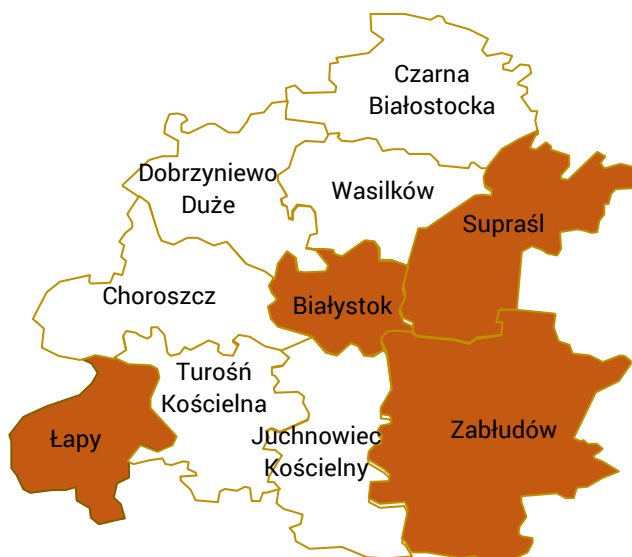 Czarna
Białostocka
Dobrzyniewo
Duże
Wasilków
Supraśl
Choroszcz
Białystok
Turośń
Kościelna
Łapy
Juchnowiec
Kościelny
Zabłudów